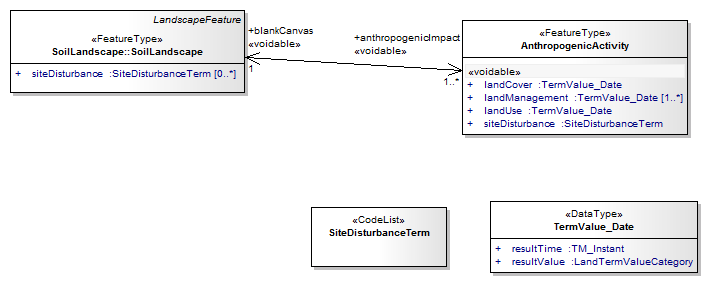 LandscapeFeature
«FeatureType»
SoilLandscape::SoilLandscape
+ siteDisturbance :SiteDisturbanceTerm [0..*]
+blankCanvas
«voidable»
1
+anthropogenicImpact
«voidable»
1..*
«FeatureType»
AnthropogenicActivity
«voidable»
+ landCover :TermValue_Date
+ landManagement :TermValue_Date [1..*]
+ landUse :TermValue_Date
+ siteDisturbance :SiteDisturbanceTerm
«CodeList»
SiteDisturbanceTerm
«DataType»
TermValue_Date
+ resultTime :TM_Instant
+ resultValue :LandTermValueCategory